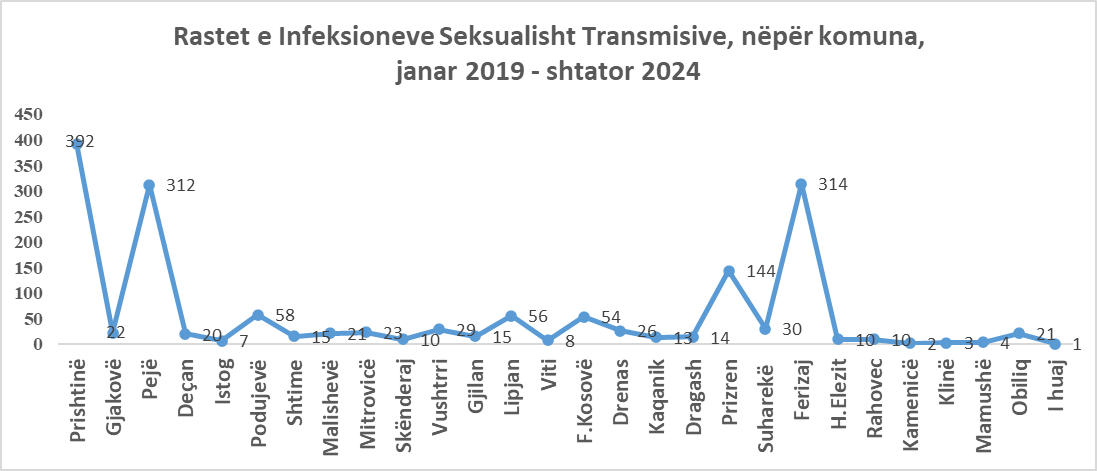 Rastet e Infeksioneve Seksualisht Transmisive, nëpër komuna,
janar 2019 - shtator 2024
450
400
350
300
250
200
150
100
50
0
392
22
312
20
7
58
15
21
23
10
29
15
56
8
54
26
13
14
144
30
314
10
10
2
3
4
21
1
Prishtinë
Gjakovë
Pejë
Deçan
Istog
Podujevë
Shtime
Malishevë
Mitrovicë
Skënderaj
Vushtrri
Gjilan
Lipjan
Viti
F.Kosovë
Drenas
Kaqanik
Dragash
Prizren
Suharekë
Ferizaj
H.Elezit
Rahovec
Kamenicë
Klinë
Mamushë
Obiliq
I huaj